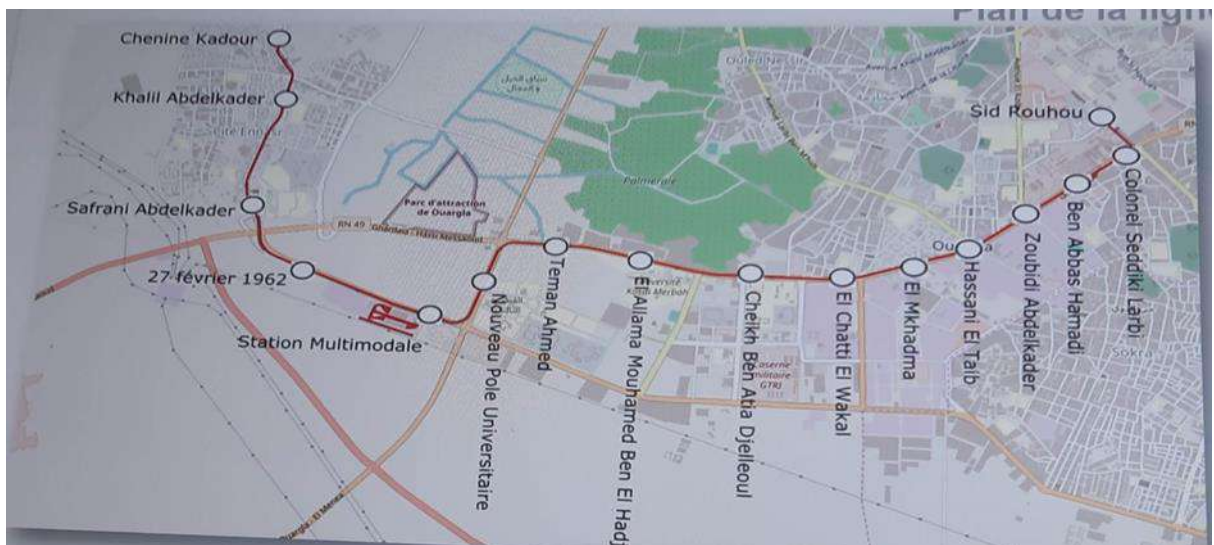 Plan de la ligne
Chenine Kadour
Khalil Abdelkader
Safrani Abdelkader
27 février 1962
Station Multimodale
Nouveau Pole Universitaire
Teman Ahmed
El Allama Mouhamed Ben El Hadj
Cheikh Ben Atia Djelleoul
El Chatti El Wakal
El Mkhadma
Hassani El Taib
Zoubidi Abdelkader
Ben Abbas Hamadi
Colonel Seddiki Larbi
Sid Rouhou
Parc d'attraction
de Ouargla
RN 49
Palmeraie
Caserne
militaire
GTRJ
Sokra